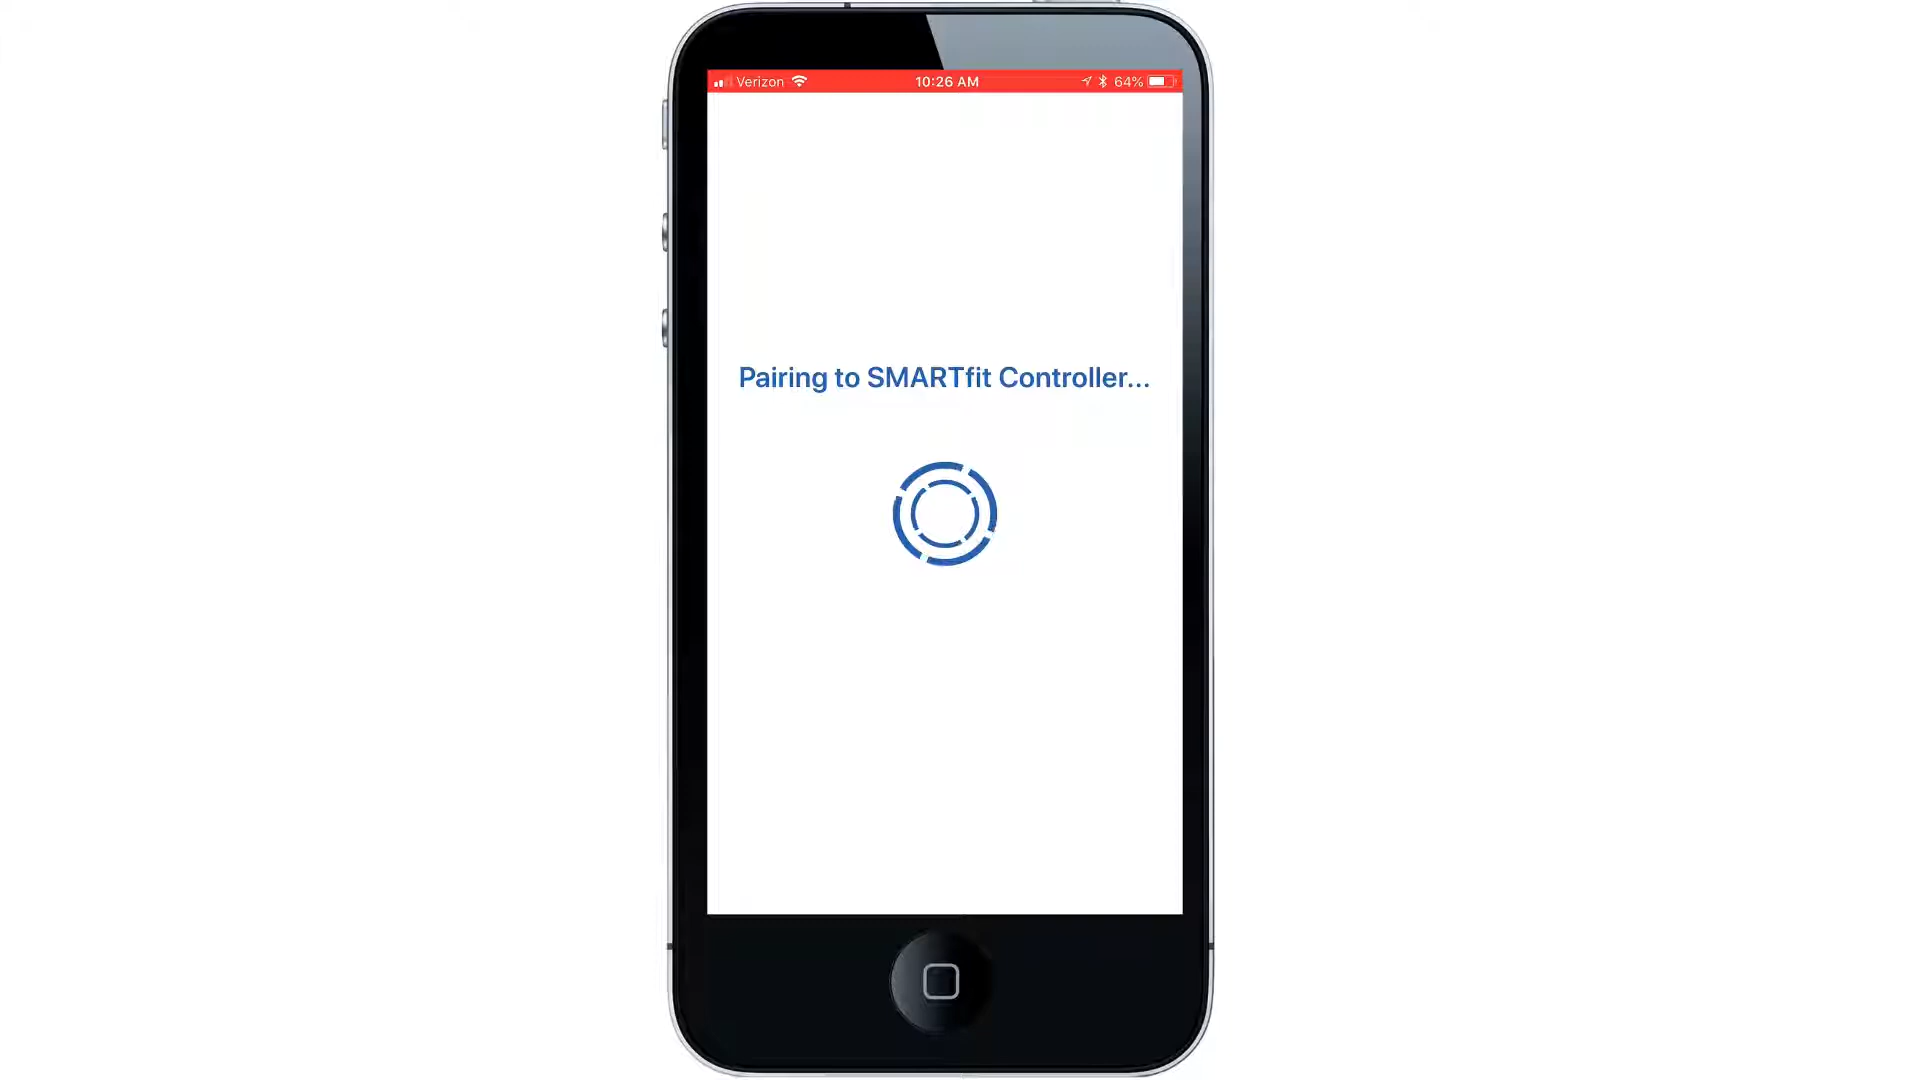 Verizon 10:26 AM 64%
Pairing to SMARTfit Controller...